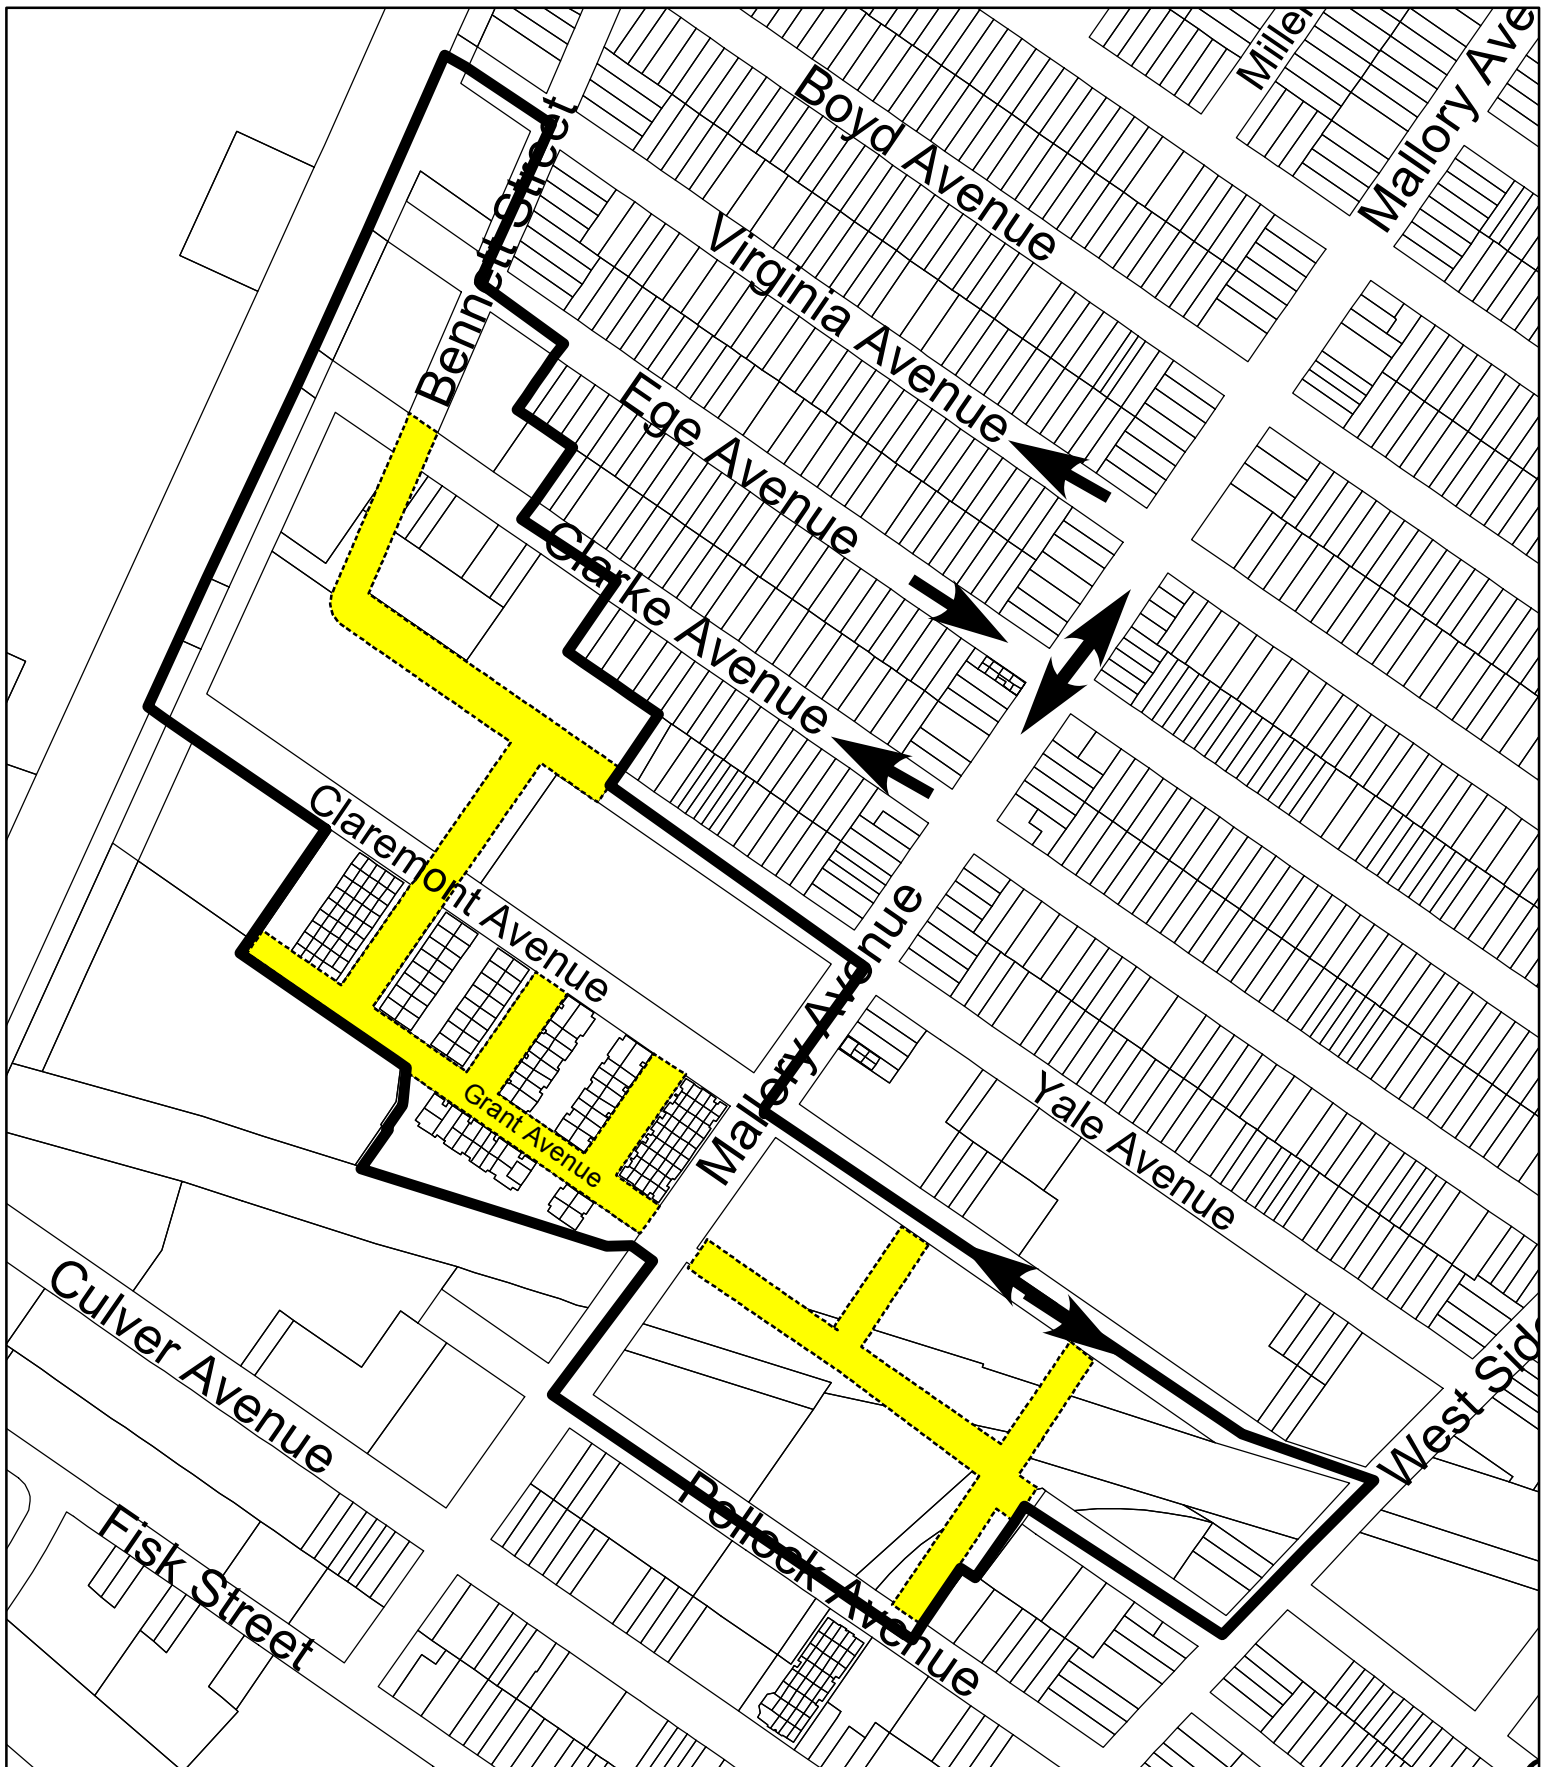 Miller
Mallory Ave
Boyd Avenue
Bennett Street
Virginia Avenue
Ege Avenue
Clarke Avenue
Claremont Avenue
Mallory Avenue
Yale Avenue
Grant Avenue
Culver Avenue
West Side
Pollock Avenue
Fisk Street